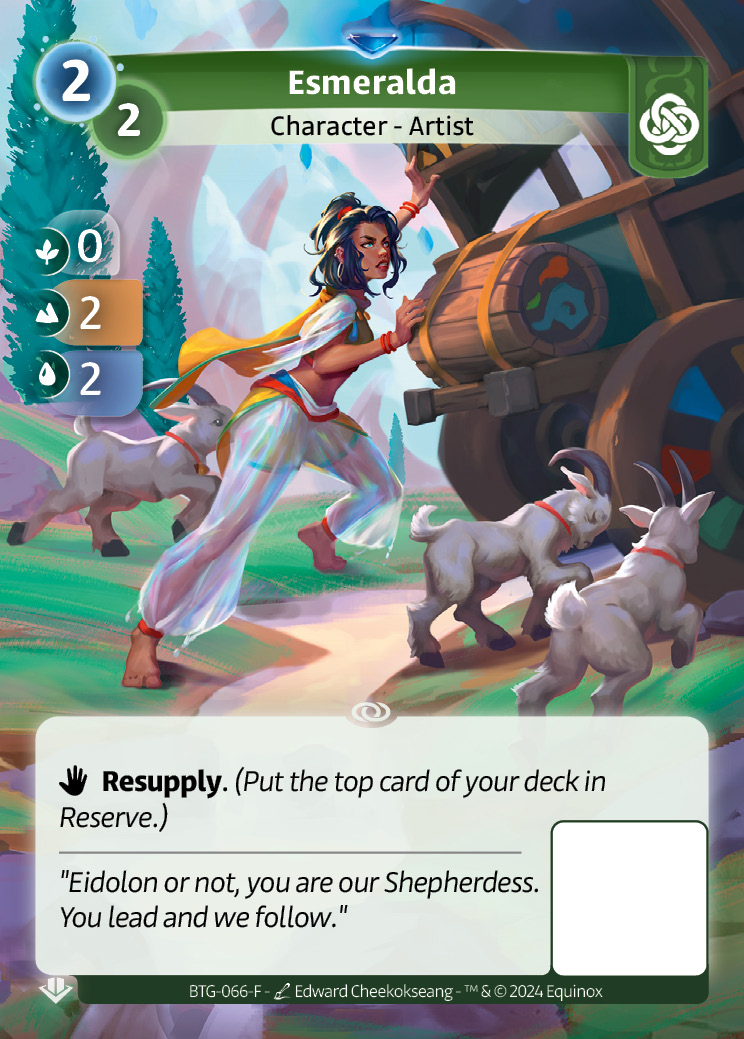 2
Esmeralda
2
Character - Artist
0
2
2
Resupply. (Put the top card of your deck in
Reserve.)
"Eidolon or not, you are our Shepherdess.
You lead and we follow."
BTG-066-F - Edward Cheekokseang - ™ & © 2024 Equinox